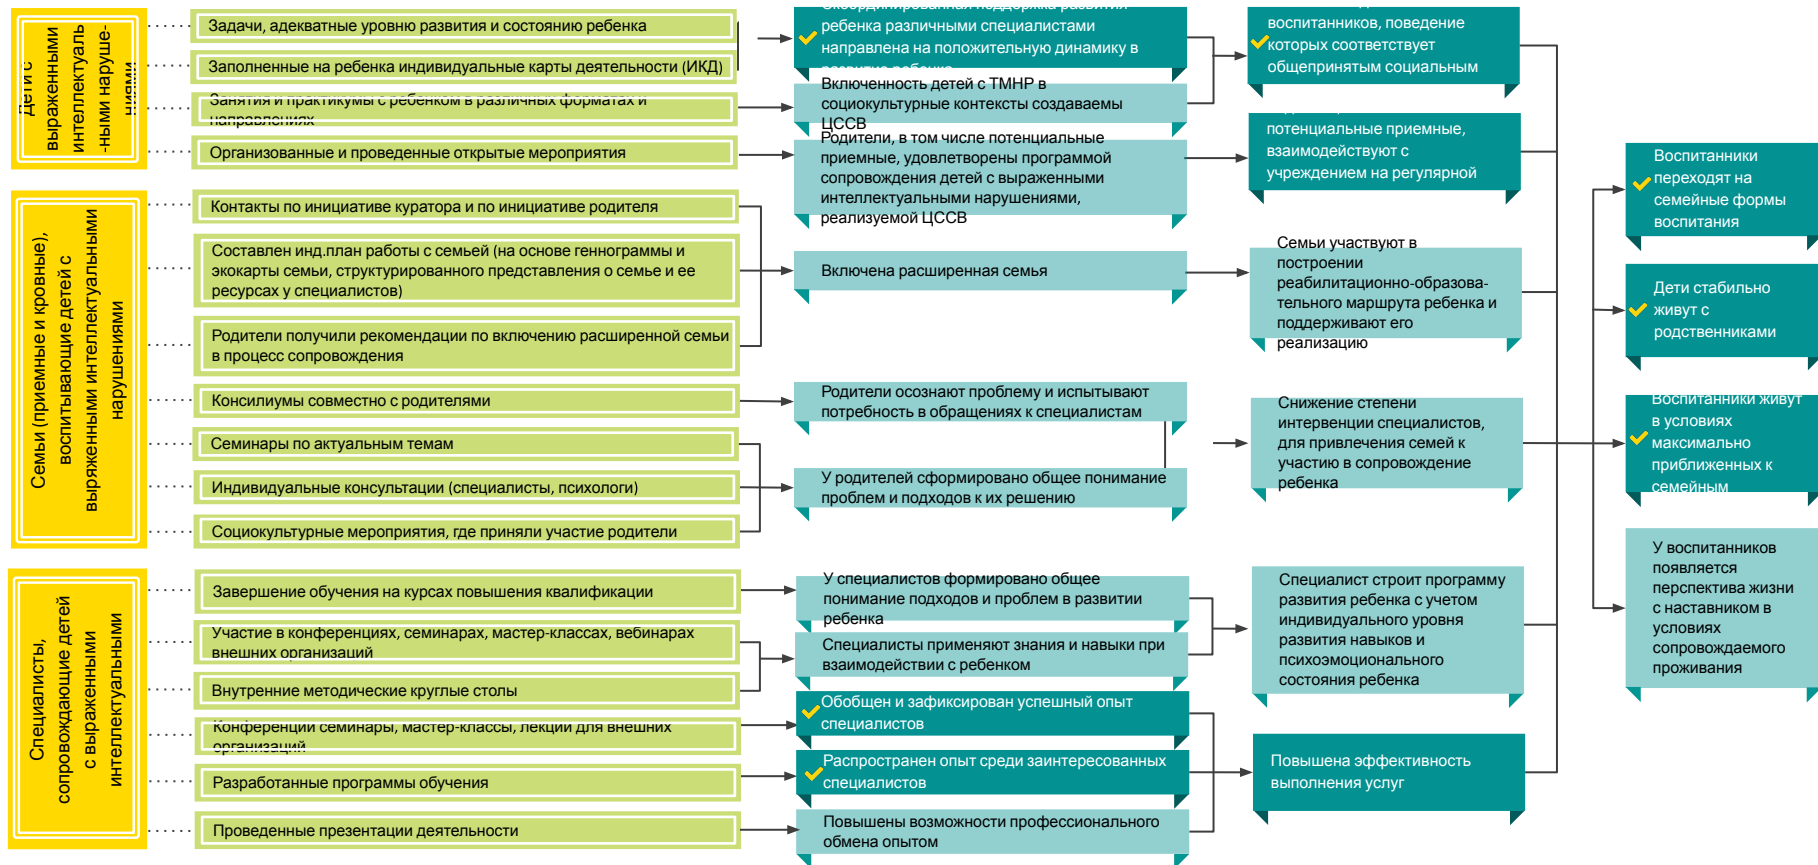 Дети с
выраженными
интеллектуаль
-ными наруше-
ниями
Задачи, адекватные уровню развития и состоянию ребенка
Заполненные на ребенка индивидуальные карты деятельности (ИКД)
Занятия и практикумы с ребенком в различных форматах и
направлениях
Организованные и проведенные открытые мероприятия
Скоординированная поддержка развития
ребенка различными специалистами
направлена на положительную динамику в
развитие ребенка
Включенность детей с ТМНР в
социокультурные контексты создаваемы
ЦССВ
Родители, в том числе потенциальные
приемные, удовлетворены программой
сопровождения детей с выраженными
интеллектуальными нарушениями,
реализуемой ЦССВ
воспитанников, поведение
которых соответствует
общепринятым социальным
потенциальные приемные,
взаимодействуют с
учреждением на регулярной
Семьи (приемные и кровные),
воспитывающие детей с
выряженными интеллектуальными
нарушениями
Контакты по инициативе куратора и по инициативе родителя
Составлен инд.план работы с семьей (на основе геннограммы и
экокарты семьи, структурированного представления о семье и ее
ресурсах у специалистов)
Родители получили рекомендации по включению расширенной семьи
в процесс сопровождения
Консилиумы совместно с родителями
Семинары по актуальным темам
Индивидуальные консультации (специалисты, психологи)
Социокультурные мероприятия, где приняли участие родители
Включена расширенная семья
Родители осознают проблему и испытывают
потребность в обращениях к специалистам
У родителей сформировано общее понимание
проблем и подходов к их решению
Семьи участвуют в
построении
реабилитационно-образова-
тельного маршрута ребенка и
поддерживают его
реализацию
Снижение степени
интервенции специалистов,
для привлечения семей к
участию в сопровождение
ребенка
Специалисты,
сопровождающие детей
с выраженными
интеллектуальными
Завершение обучения на курсах повышения квалификации
Участие в конференциях, семинарах, мастер-классах, вебинарах
внешних организаций
Внутренние методические круглые столы
Конференции семинары, мастер-классы, лекции для внешних
организаций
Разработанные программы обучения
Проведенные презентации деятельности
У специалистов формировано общее
понимание подходов и проблем в развитии
ребенка
Специалисты применяют знания и навыки при
взаимодействии с ребенком
Обобщен и зафиксирован успешный опыт
специалистов
Распространен опыт среди заинтересованных
специалистов
Повышены возможности профессионального
обмена опытом
Специалист строит программу
развития ребенка с учетом
индивидуального уровня
развития навыков и
психоэмоционального
состояния ребенка
Повышена эффективность
выполнения услуг
Воспитанники
переходят на
семейные формы
воспитания
Дети стабильно
живут с
родственниками
Воспитанники живут
в условиях
максимально
приближенных к
семейным
У воспитанников
появляется
перспектива жизни
с наставником в
условиях
сопровождаемого
проживания